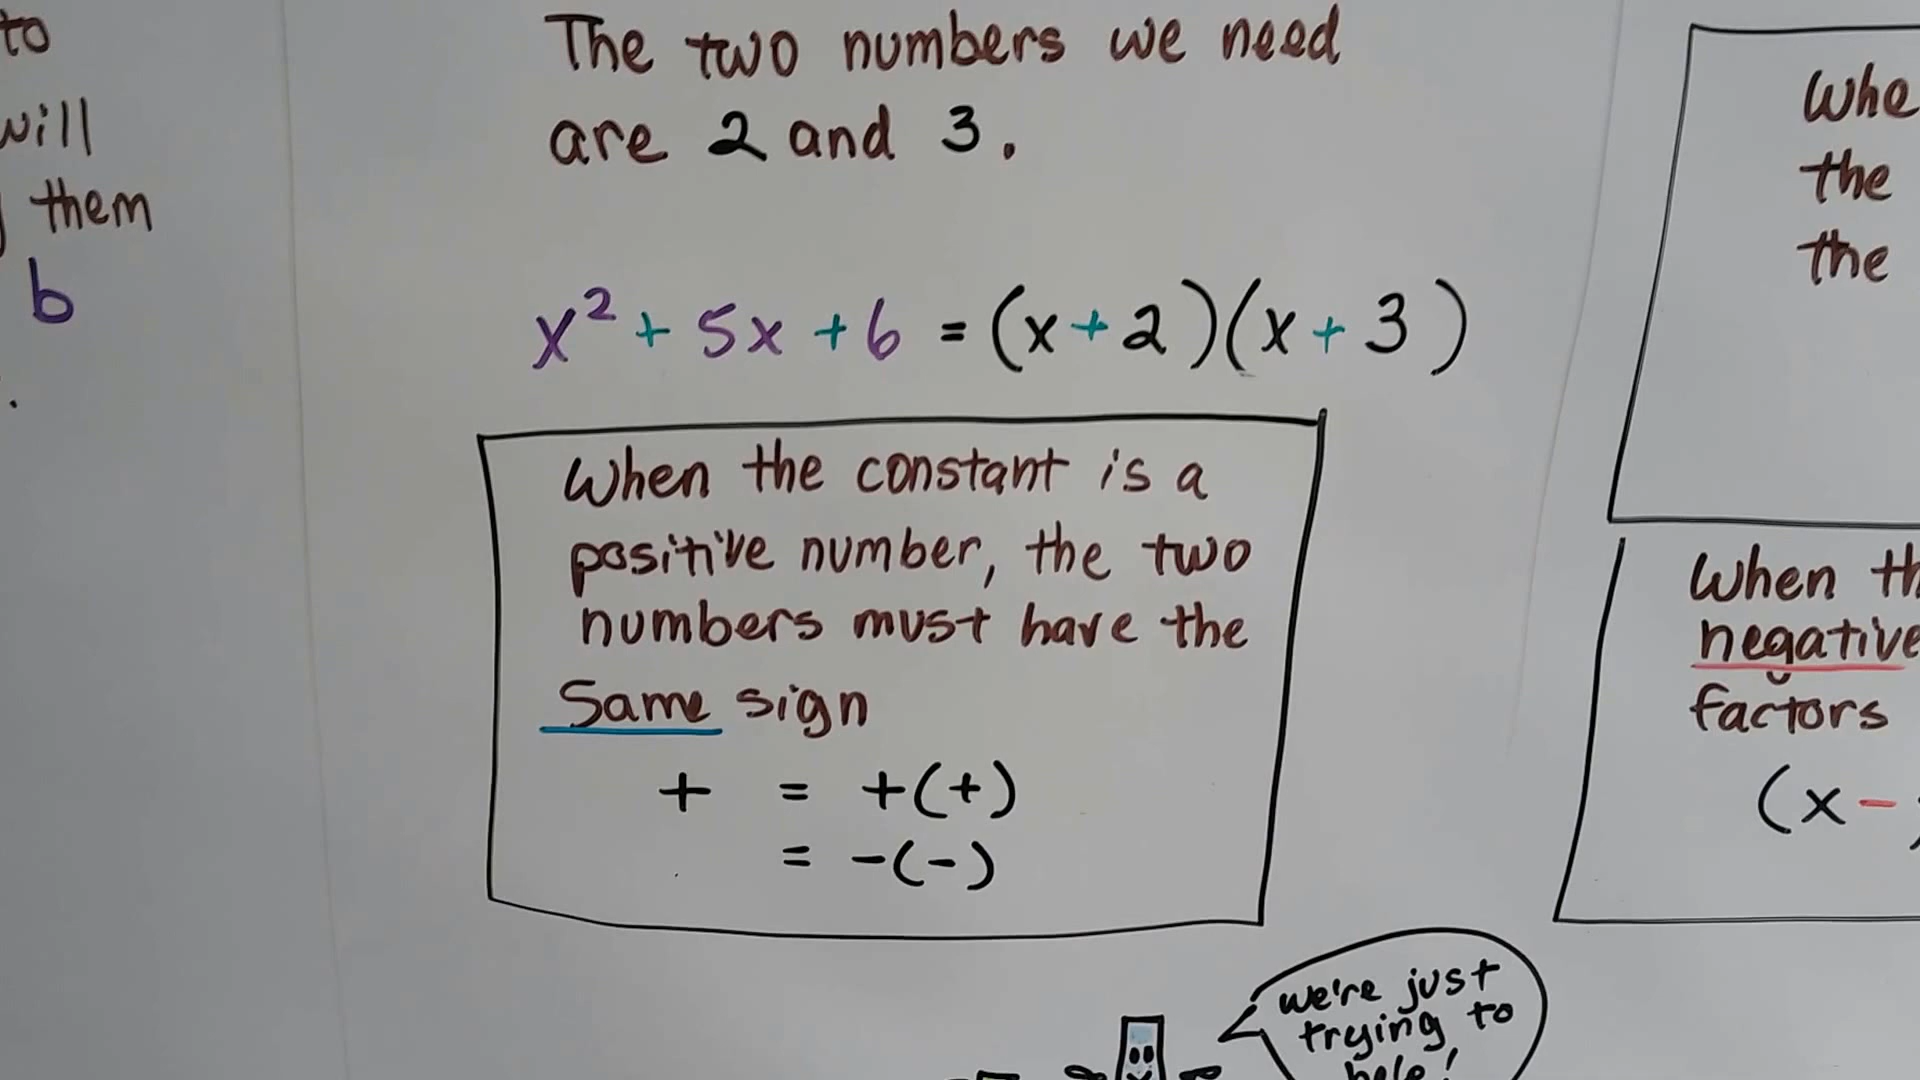 to
will
them
b
.
The two numbers we need
are 2 and 3.
x² + 5x + 6 = (x + 2)(x + 3)
When the constant is a
positive number, the two
numbers must have the
Same sign
+ = +(+)
= -(-)
we're just
trying to
help!
the
the
When
negative
factors
(x -